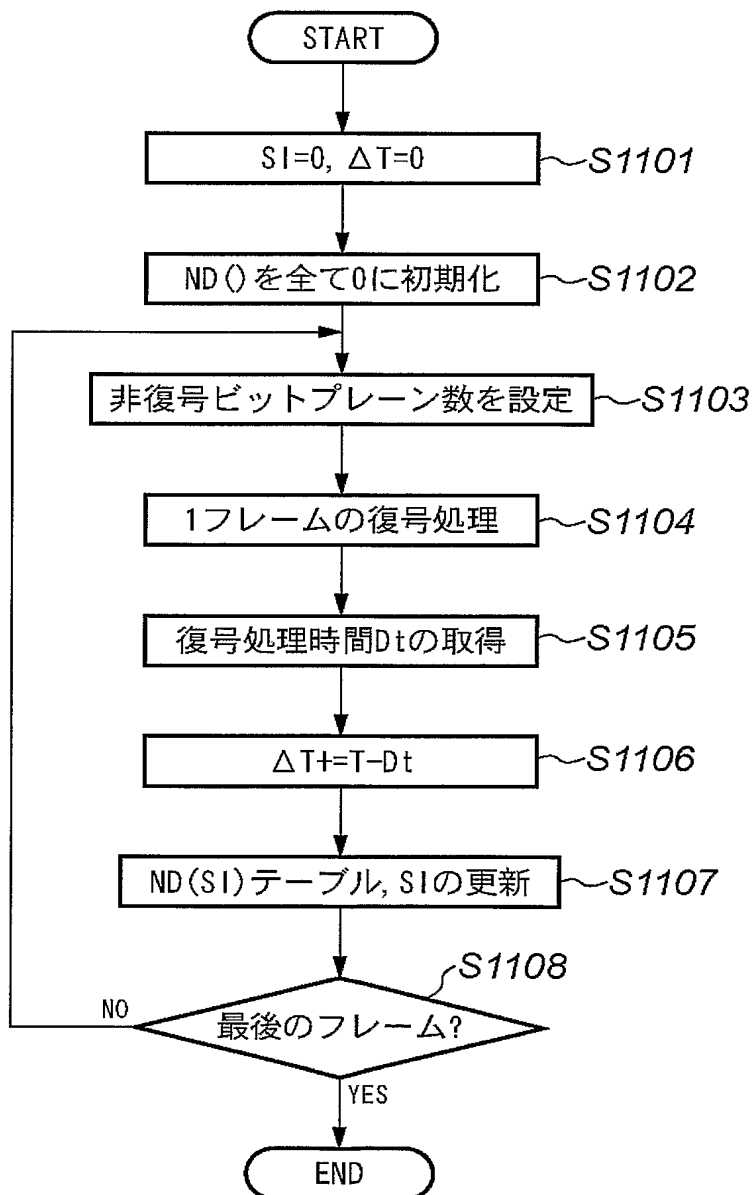 START
SI=0, △T=0
S1101
ND()を全て0に初期化
S1102
非復号ビットプレーン数を設定
S1103
1フレームの復号処理
S1104
復号処理時間Dtの取得
S1105
△T+=T-Dt
S1106
ND(SI)テーブル, SIの更新
S1107
S1108
NO
最後のフレーム?
YES
END